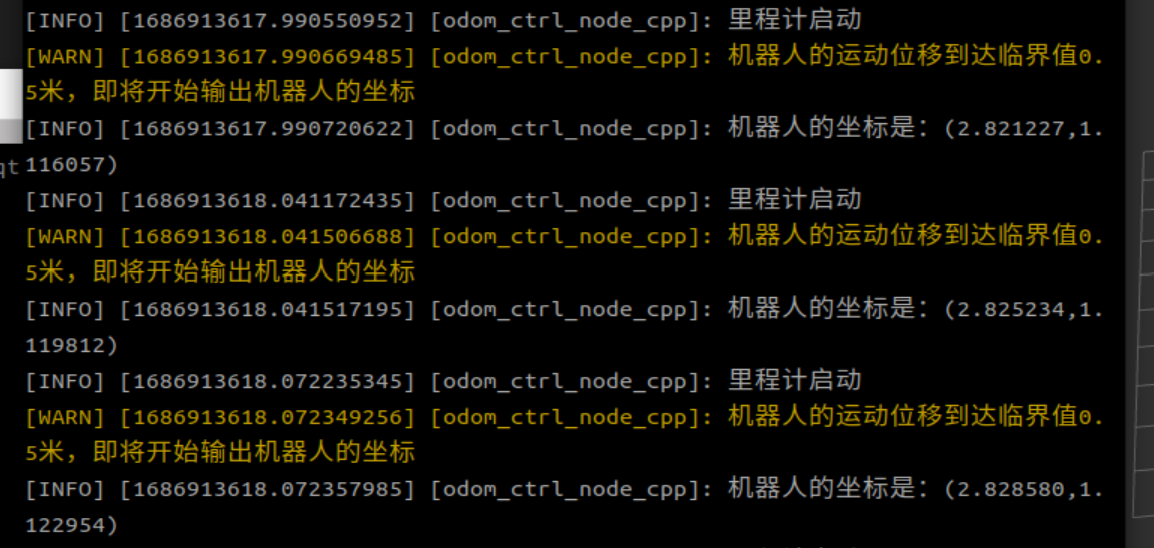 [INFO] [1686913617.990550952] [odom_ctrl_node_cpp]: 里程计启动
[WARN] [1686913617.990669485] [odom_ctrl_node_cpp]: 机器人的运动位移到达临界值0.
5米，即将开始输出机器人的坐标
[INFO] [1686913617.990720622] [odom_ctrl_node_cpp]: 机器人的坐标是：(2.821227,1.
qt
116057)
[INFO] [1686913618.041172435] [odom_ctrl_node_cpp]: 里程计启动
[WARN] [1686913618.041506688] [odom_ctrl_node_cpp]: 机器人的运动位移到达临界值0.
5米，即将开始输出机器人的坐标
[INFO] [1686913618.041517195] [odom_ctrl_node_cpp]: 机器人的坐标是：(2.825234,1.
119812)
[INFO] [1686913618.072235345] [odom_ctrl_node_cpp]: 里程计启动
[WARN] [1686913618.072349256] [odom_ctrl_node_cpp]: 机器人的运动位移到达临界值0.
5米，即将开始输出机器人的坐标
[INFO] [1686913618.072357985] [odom_ctrl_node_cpp]: 机器人的坐标是：(2.828580,1.
122954)